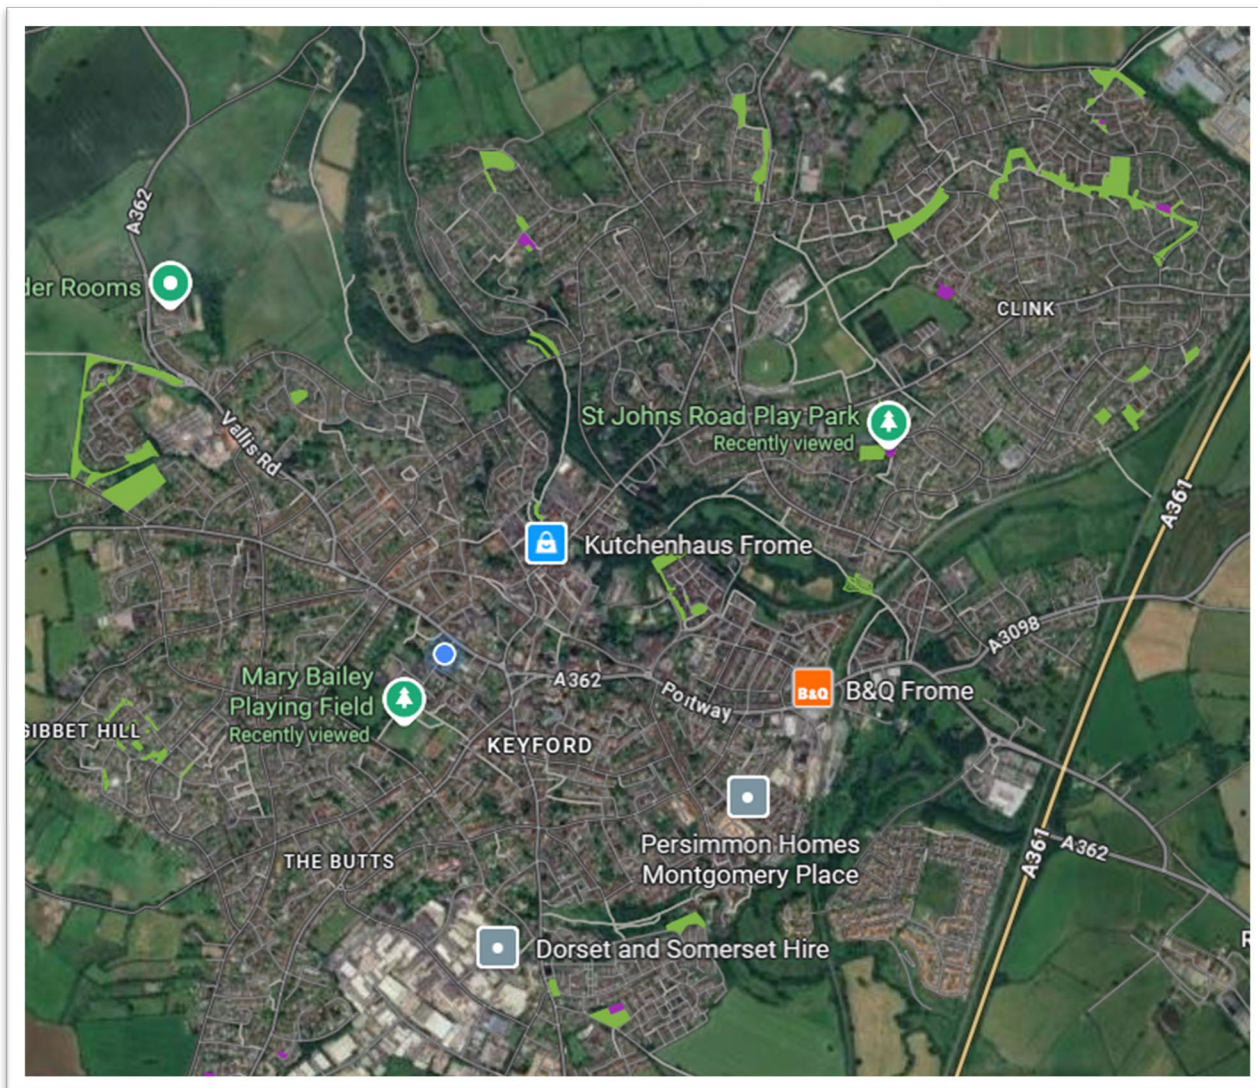 A362
der Rooms
CLINK
Vallis Rd
St Johns Road Play Park
Recently viewed
A361
Kutchenhaus Frome
A3098
Mary Bailey
Playing Field
Recently viewed
A362
Portway
B&Q
B&Q Frome
GIBBET HILL
KEYFORD
Persimmon Homes
Montgomery Place
A361
A362
THE BUTTS
Dorset and Somerset Hire
R